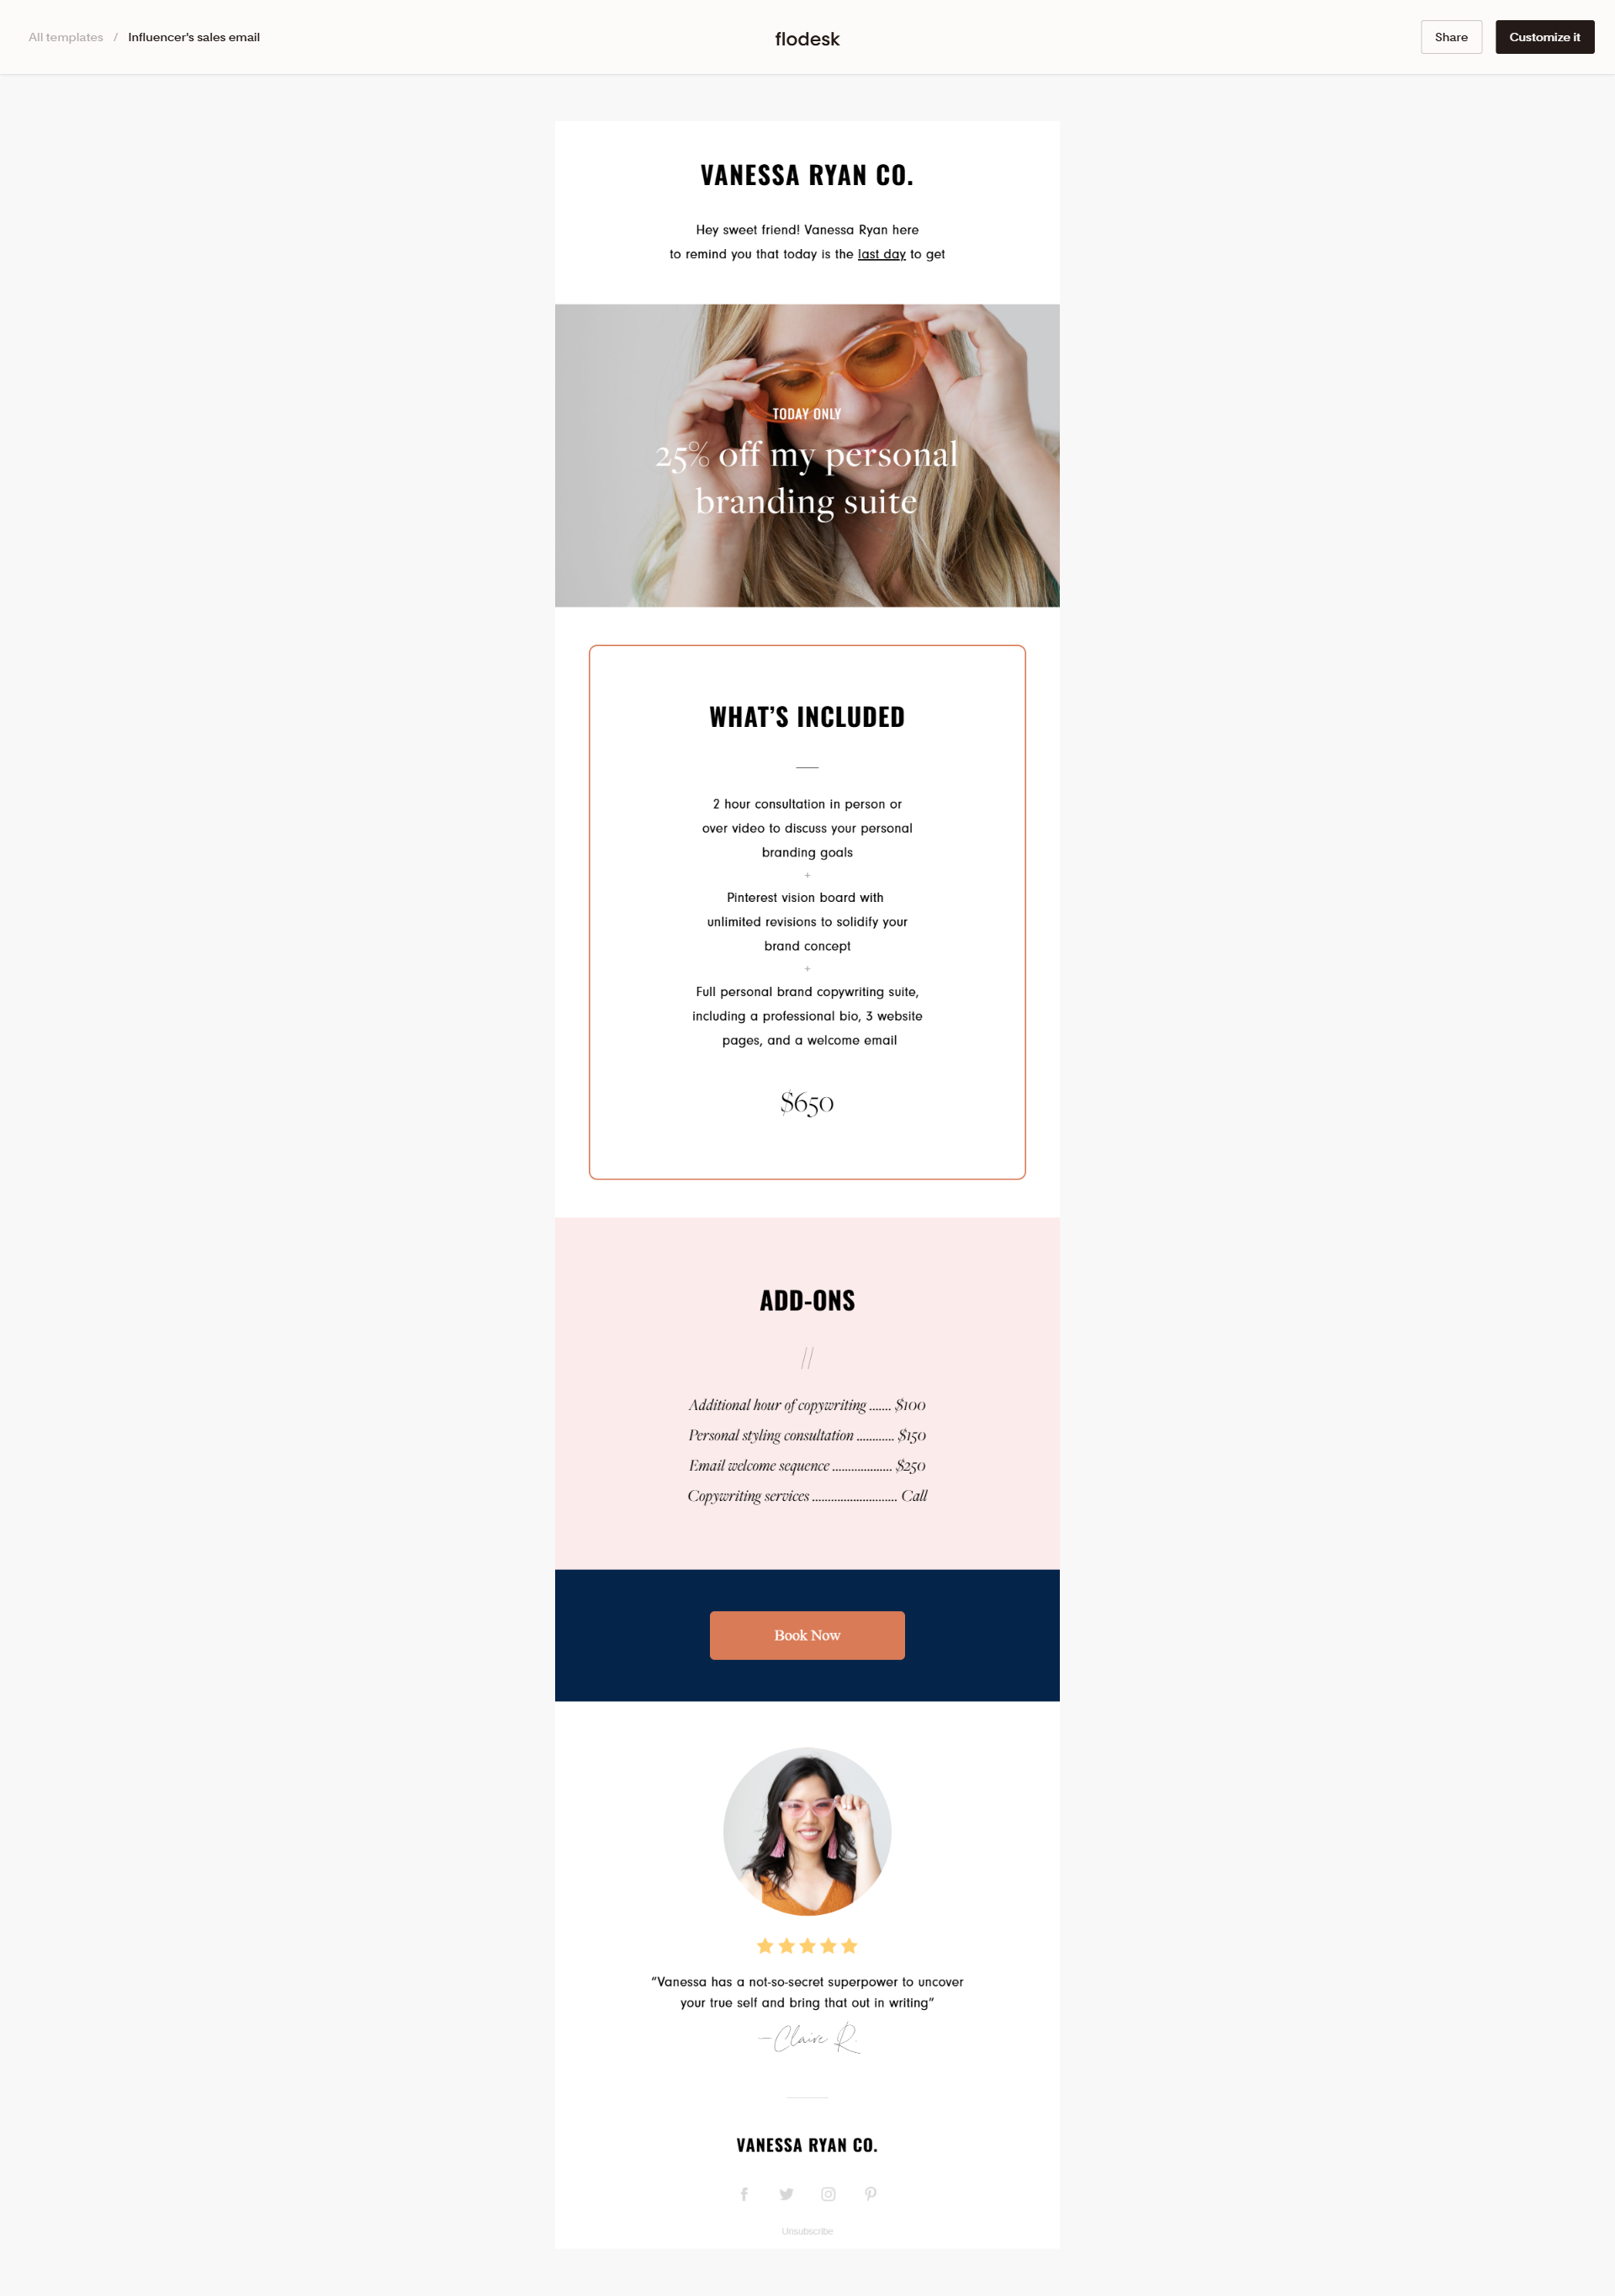 All templates / Influencer's sales email
flodesk
Share
Customize it
VANESSA RYAN CO.
Hey sweet friend! Vanessa Ryan here
to remind you that today is the last day to get
TODAY ONLY
25% off my personal
branding suite
WHAT'S INCLUDED
2 hour consultation in person or
over video to discuss your personal
branding goals
+
Pinterest vision board with
unlimited revisions to solidify your
brand concept
+
Full personal brand copywriting suite,
including a professional bio, 3 website
pages, and a welcome email
$650
ADD-ONS
//
Additional hour of copywriting ....... $100
Personal styling consultation ............ $150
Email welcome sequence ................... $250
Copywriting services ........................... Call
Book Now
“Vanessa has a not-so-secret superpower to uncover
your true self and bring that out in writing”
—Claire R.
VANESSA RYAN CO.
Unsubscribe